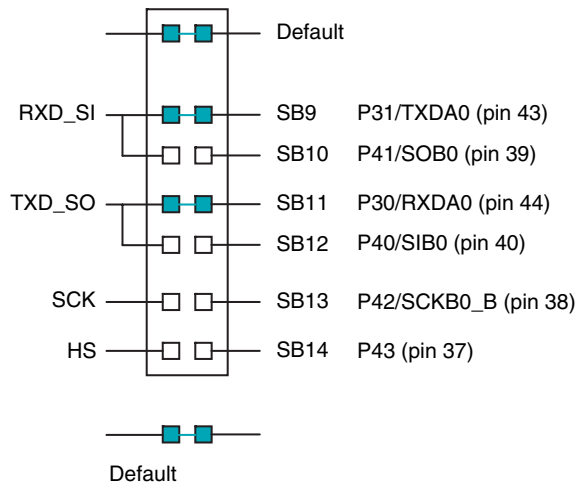 Default
RXD_SI SB9 P31/TXDA0 (pin 43)
SB10 P41/SOB0 (pin 39)
TXD_SO SB11 P30/RXDA0 (pin 44)
SB12 P40/SIB0 (pin 40)
SCK SB13 P42/SCKB0_B (pin 38)
HS SB14 P43 (pin 37)
Default